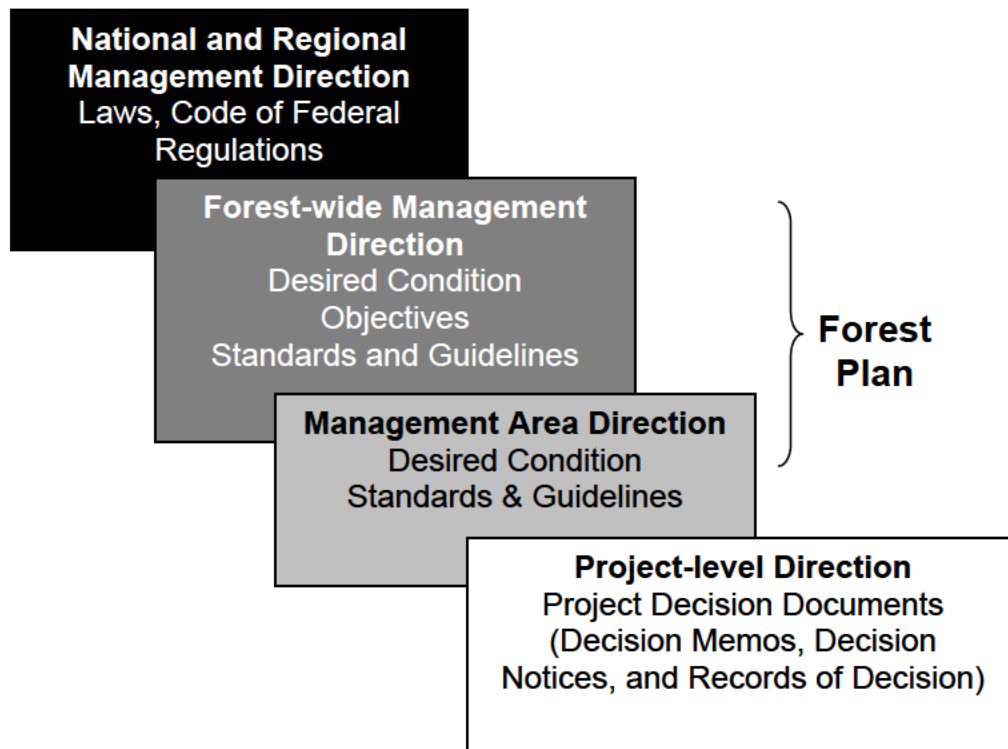 National and Regional
Management Direction
Laws, Code of Federal
Regulations
Forest-wide Management
Direction
Desired Condition
Objectives
Standards and Guidelines
Forest
Plan
Management Area Direction
Desired Condition
Standards & Guidelines
Project-level Direction
Project Decision Documents
(Decision Memos, Decision
Notices, and Records of Decision)